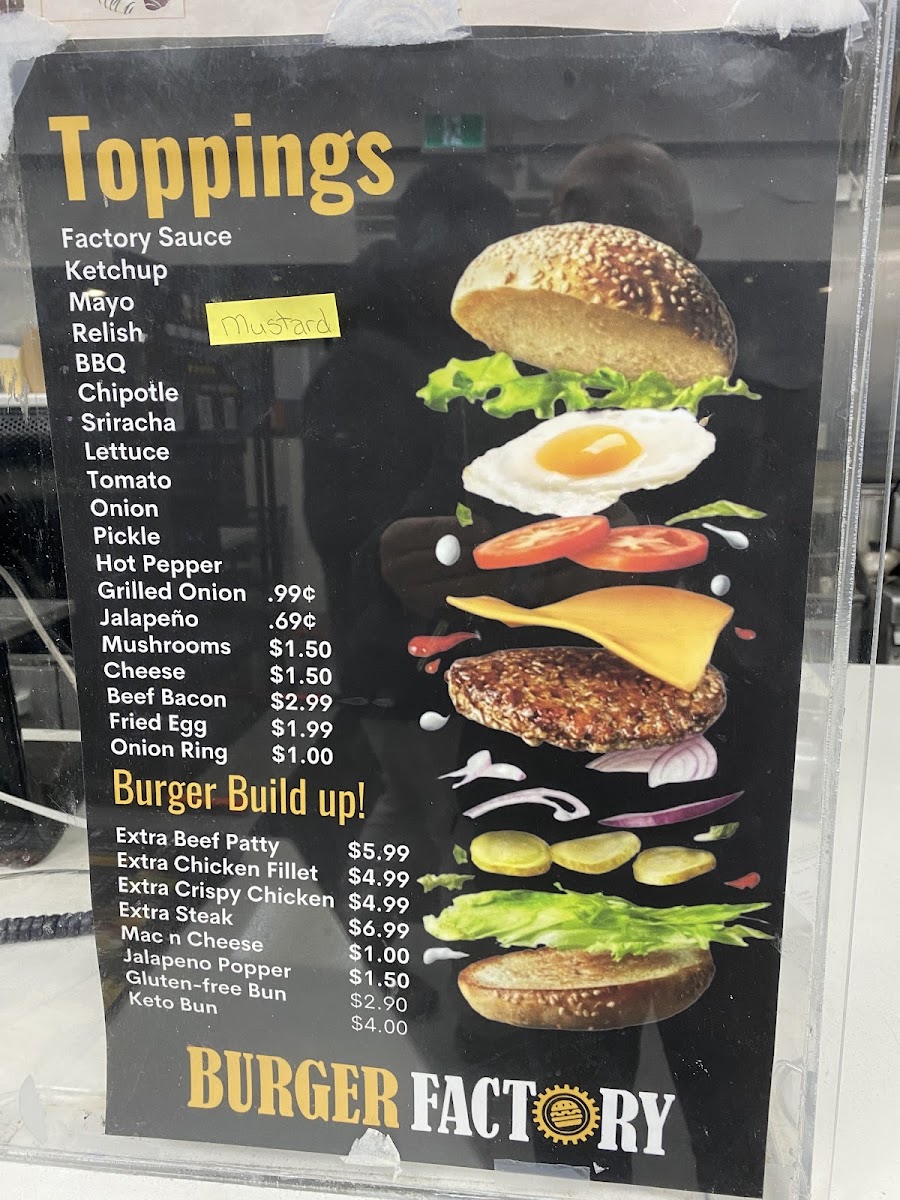 Toppings
Factory Sauce
Ketchup
Mayo
Relish
Mustard
BBQ
Chipotle
Sriracha
Lettuce
Tomato
Onion
Pickle
Hot Pepper
Grilled Onion .99¢
Jalapeño .69¢
Mushrooms $1.50
Cheese $1.50
Beef Bacon $2.99
Fried Egg $1.99
Onion Ring $1.00
Burger Build up!
Extra Beef Patty $5.99
Extra Chicken Fillet $4.99
Extra Crispy Chicken $4.99
Extra Steak $6.99
Mac n Cheese $1.00
Jalapeno Popper $1.50
Gluten-free Bun $2.90
Keto Bun $4.00
BURGER FACTORY